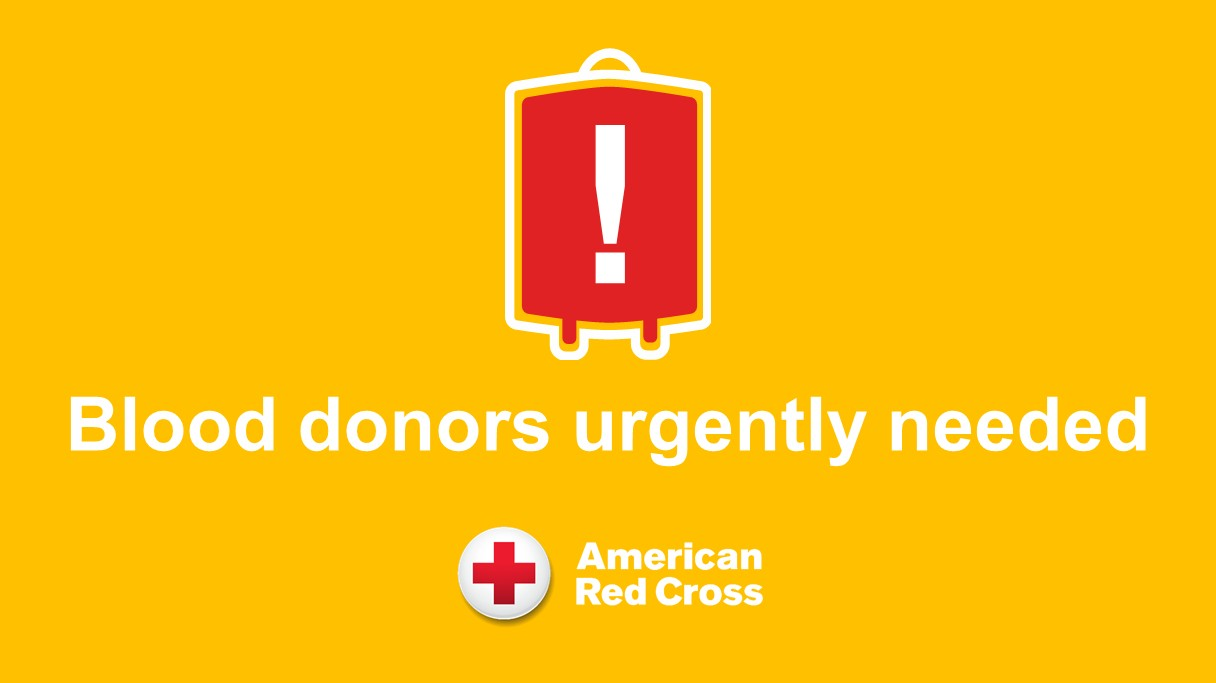 !
Blood donors urgently needed
American
Red Cross